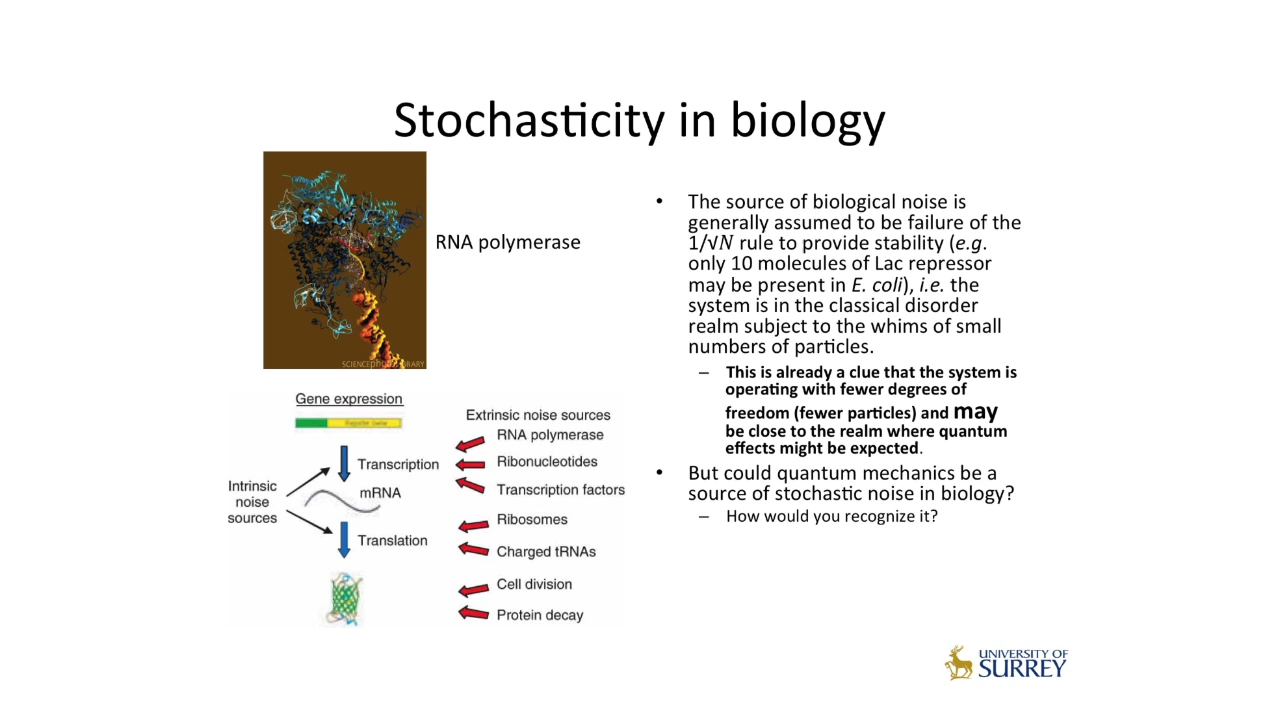 Stochasticity in biology
RNA polymerase
SCIENCEphotoLIBRARY
Gene expression
Reporter gene
Extrinsic noise sources
RNA polymerase
Transcription
Ribonucleotides
Transcription factors
Intrinsic
noise
sources
mRNA
Ribosomes
Translation
Charged tRNAs
Cell division
Protein decay
• The source of biological noise is
generally assumed to be failure of the
1/√N rule to provide stability (e.g.
only 10 molecules of Lac repressor
may be present in E. coli), i.e. the
system is in the classical disorder
realm subject to the whims of small
numbers of particles.
– This is already a clue that the system is
operating with fewer degrees of
freedom (fewer particles) and may
be close to the realm where quantum
effects might be expected.
• But could quantum mechanics be a
source of stochastic noise in biology?
– How would you recognize it?
UNIVERSITY OF
SURREY